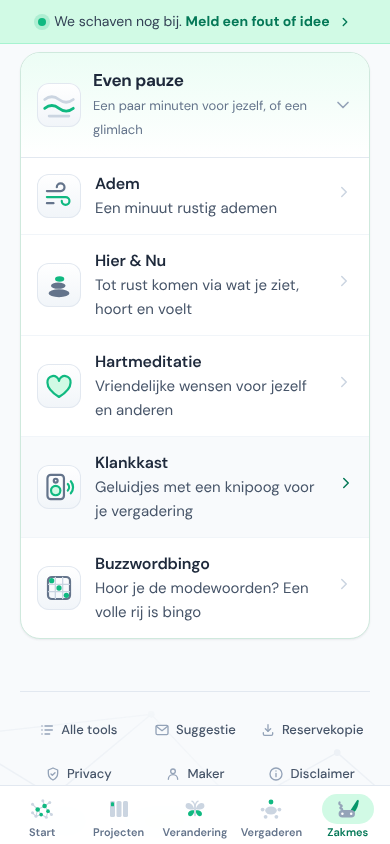 We schaven nog bij. Meld een fout of idee
Even pauze
Een paar minuten voor jezelf, of een
glimlach
Adem
Een minuut rustig ademen
Hier & Nu
Tot rust komen via wat je ziet,
hoort en voelt
Hartmeditatie
Vriendelijke wensen voor jezelf
en anderen
Klankkast
Geluidjes met een knipoog voor
je vergadering
Buzzwordbingo
Hoor je de modewoorden? Een
volle rij is bingo
Alle tools Suggestie Reservekopie
Privacy Maker Disclaimer
Start Projecten Verandering Vergaderen Zakmes